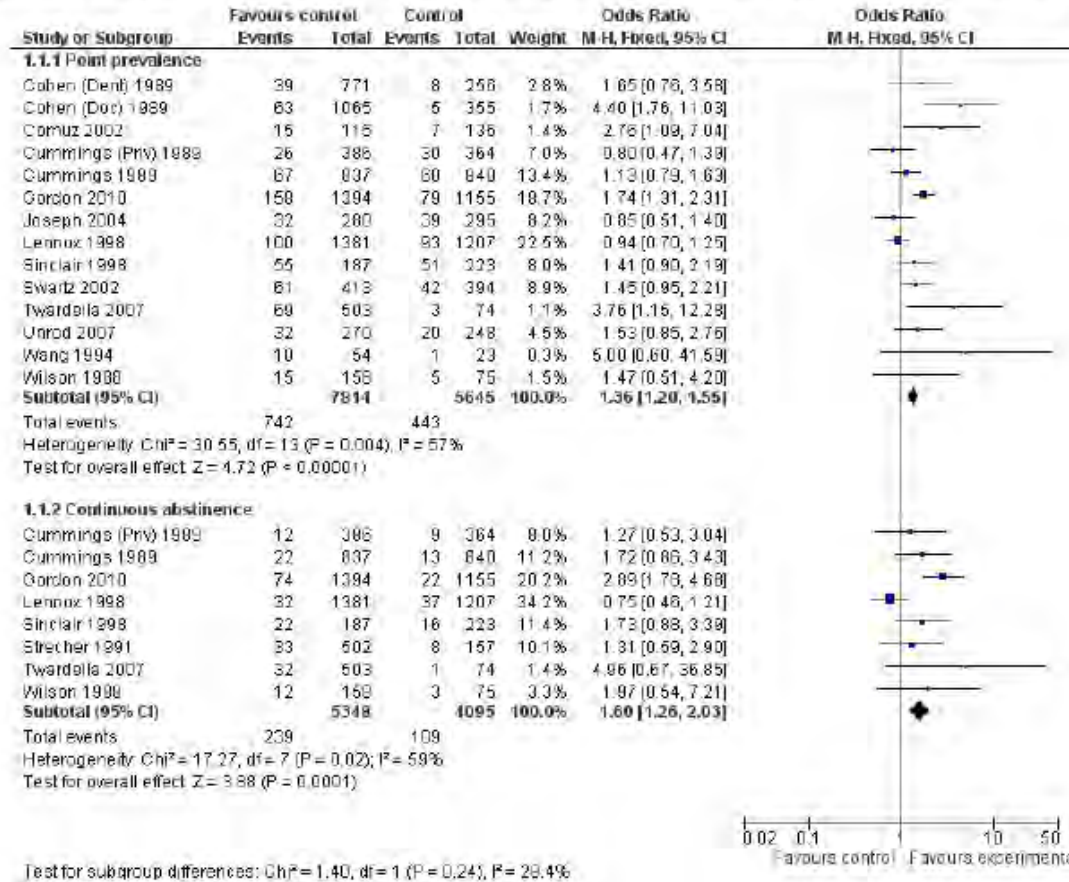 Favours control Control Odds Ratio Odds Ratio
Study or Subgroup Events Total Events Total Weight M-H, Fixed, 95% CI M-H, Fixed, 95% CI
1.1.1 Point prevalence
Cohen (Dent) 1989 39 771 8 256 2.8% 1.65 [0.76, 3.58]
Cohen (Doc) 1989 63 1065 5 355 1.7% 4.40 [1.76, 11.03]
Cornuz 2002 15 115 7 136 1.4% 2.76 [1.09, 7.04]
Cummings (Priv) 1989 26 386 30 364 7.0% 0.80 [0.47, 1.39]
Cummings 1989 67 837 60 840 13.4% 1.13 [0.79, 1.63]
Gordon 2010 158 1394 79 1155 18.7% 1.74 [1.31, 2.31]
Joseph 2004 32 280 39 295 8.2% 0.85 [0.51, 1.40]
Lennox 1998 100 1381 93 1207 22.5% 0.94 [0.70, 1.25]
Sinclair 1998 55 187 51 223 8.0% 1.41 [0.90, 2.19]
Swartz 2002 61 413 42 394 8.9% 1.45 [0.95, 2.21]
Twardella 2007 69 503 3 74 1.1% 3.76 [1.15, 12.28]
Unrod 2007 32 270 20 248 4.5% 1.53 [0.85, 2.76]
Wang 1994 10 54 1 23 0.3% 5.00 [0.60, 41.59]
Wilson 1988 15 158 5 75 1.5% 1.47 [0.51, 4.20]
Subtotal (95% CI) 7814 5645 100.0% 1.36 [1.20, 1.55]
Total events 742 443
Heterogeneity: Chi² = 30.55, df = 13 (P = 0.004); I² = 57%
Test for overall effect: Z = 4.72 (P < 0.00001)
1.1.2 Continuous abstinence
Cummings (Priv) 1989 12 386 9 364 8.0% 1.27 [0.53, 3.04]
Cummings 1989 22 837 13 840 11.2% 1.72 [0.86, 3.43]
Gordon 2010 74 1394 22 1155 20.2% 2.89 [1.78, 4.68]
Lennox 1998 32 1381 37 1207 34.2% 0.75 [0.46, 1.21]
Sinclair 1998 22 187 16 223 11.4% 1.73 [0.88, 3.39]
Strecher 1991 33 502 8 157 10.1% 1.31 [0.59, 2.90]
Twardella 2007 32 503 1 74 1.4% 4.96 [0.67, 36.85]
Wilson 1988 12 158 3 75 3.3% 1.97 [0.54, 7.21]
Subtotal (95% CI) 5348 4095 100.0% 1.60 [1.26, 2.03]
Total events 239 109
Heterogeneity: Chi² = 17.27, df = 7 (P = 0.02); I² = 59%
Test for overall effect: Z = 3.88 (P = 0.0001)
0.02 0.1 1 10 50
Favours control Favours experimenta
Test for subgroup differences: Chi² = 1.40, df = 1 (P = 0.24), I² = 28.4%